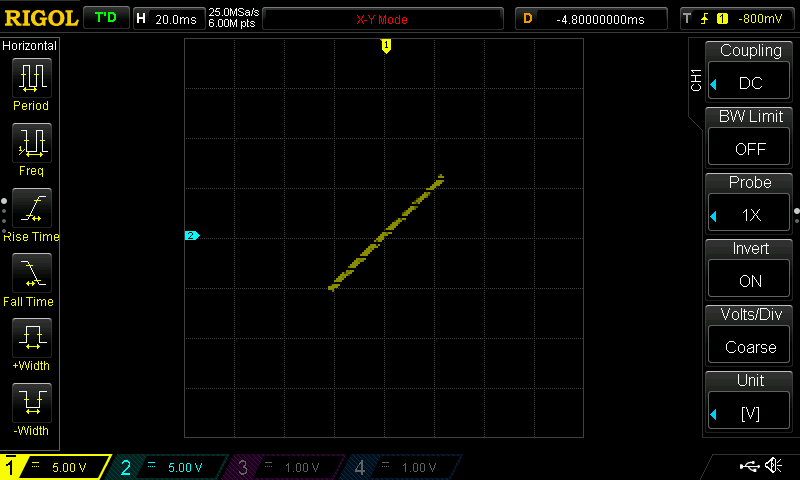 RIGOL T'D H 20.0ms 25.0MSa/s 6.00M pts X-Y Mode D -4.80000000ms T 1 -800mV
Horizontal
Period
Freq
Rise Time
Fall Time
+Width
-Width
1
2
CH1
Coupling
DC
BW Limit
OFF
Probe
1X
Invert
ON
Volts/Div
Coarse
Unit
[V]
1 = 5.00 V 2 = 5.00 V 3 = 1.00 V 4 = 1.00 V